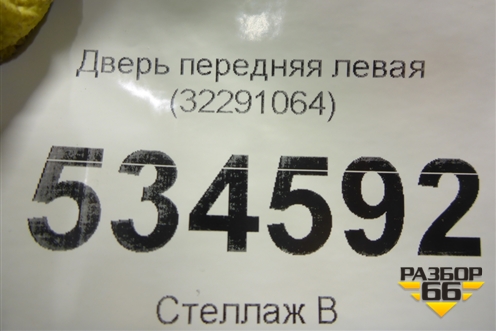 Дверь передняя левая
(32291064)
534592
РАЗБОР
66
Стеллаж В